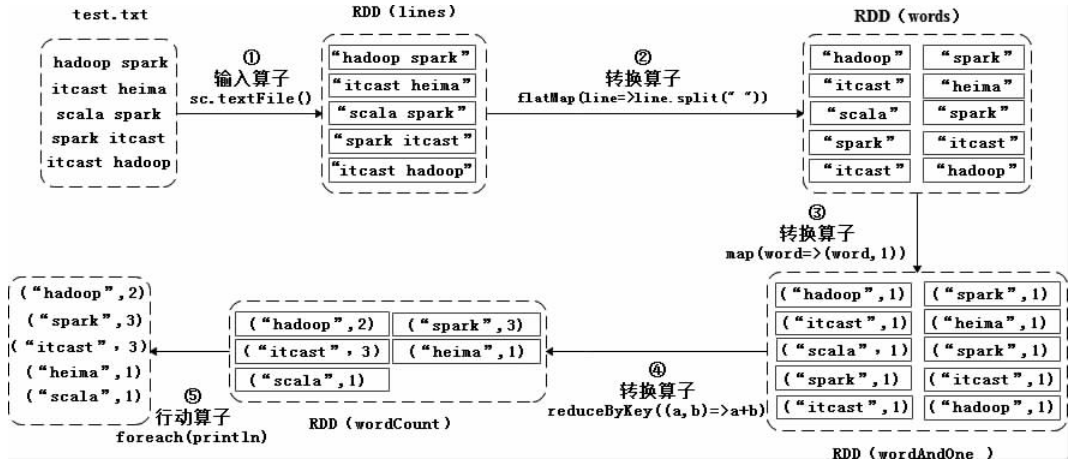 test.txt
hadoop spark
itcast heima
scala spark
spark itcast
itcast hadoop
①
输入算子
sc.textFile()
RDD (lines)
“hadoop spark”
“itcast heima”
“scala spark”
“spark itcast”
“itcast hadoop”
②
转换算子
flatMap(line=>line.split(" "))
RDD (words)
“hadoop” “spark”
“itcast” “heima”
“scala” “spark”
“spark” “itcast”
“itcast” “hadoop”
③
转换算子
map(word=>(word,1))
(“hadoop”,1) (“spark”,1)
(“itcast”,1) (“heima”,1)
(“scala”,1) (“spark”,1)
(“spark”,1) (“itcast”,1)
(“itcast”,1) (“hadoop”,1)
RDD (wordAndOne )
④
转换算子
reduceByKey((a,b)=>a+b)
(“hadoop”,2) (“spark”,3)
(“itcast”,3) (“heima”,1)
(“scala”,1)
RDD (wordCount)
⑤
行动算子
foreach(println)
(“hadoop”,2)
(“spark”,3)
(“itcast”,3)
(“heima”,1)
(“scala”,1)